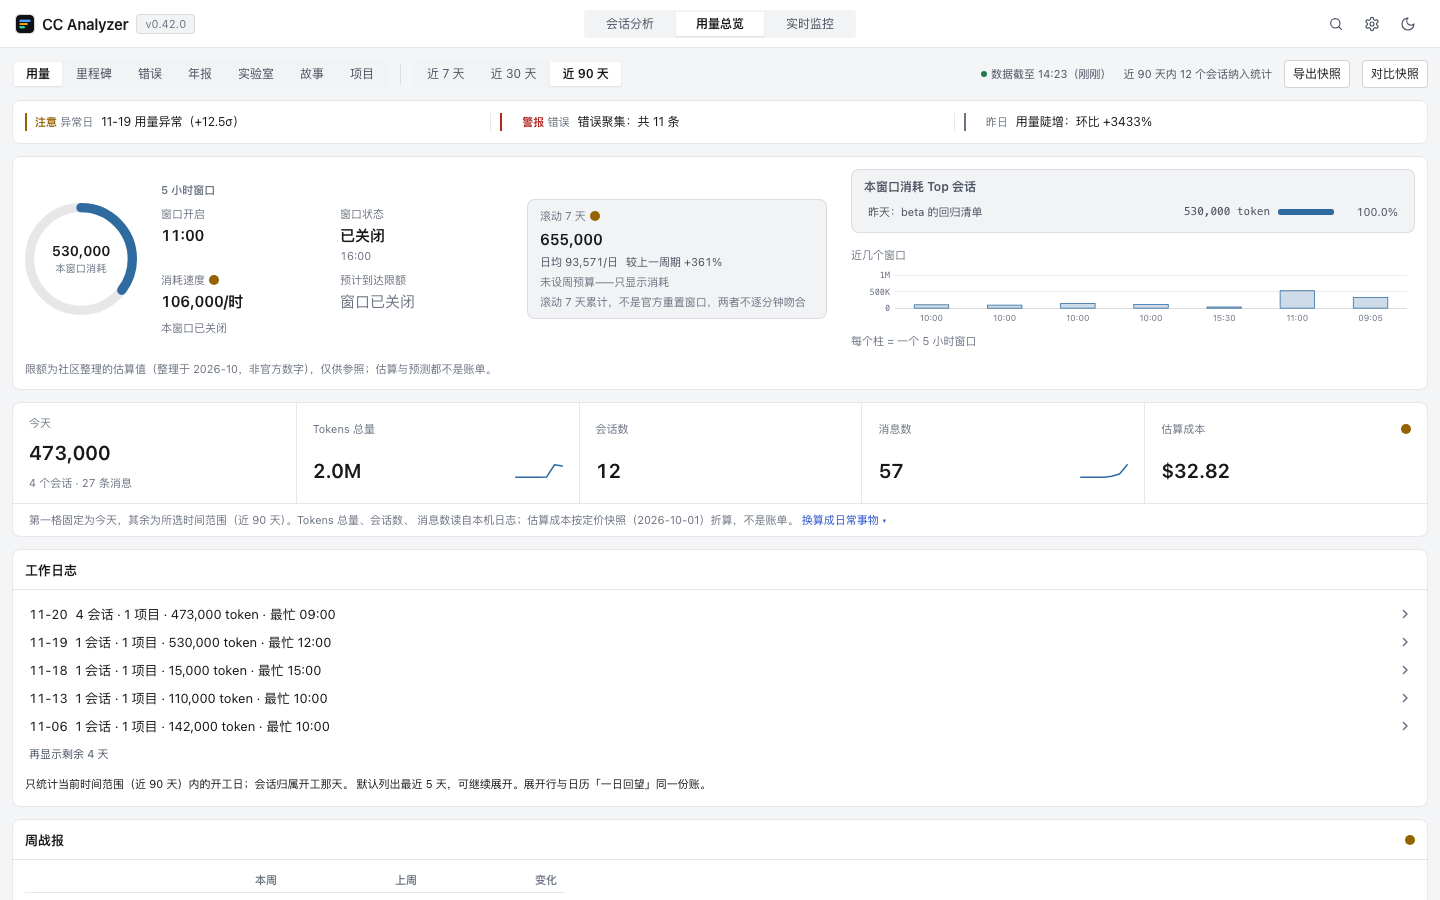 CC Analyzer v0.42.0
会话分析 用量总览 实时监控
用量 里程碑 错误 年报 实验室 故事 项目 近 7 天 近 30 天 近 90 天
数据截至 14:23（刚刚） 近 90 天内 12 个会话纳入统计 导出快照 对比快照
注意 异常日 11-19 用量异常（+12.5σ）
警报 错误 错误聚集：共 11 条
昨日 用量陡增：环比 +3433%
530,000
本窗口消耗
5 小时窗口
窗口开启
11:00
窗口状态
已关闭
16:00
消耗速度
106,000/时
本窗口已关闭
预计到达限额
窗口已关闭
滚动 7 天
655,000
日均 93,571/日 较上一周期 +361%
未设周预算——只显示消耗
滚动 7 天累计，不是官方重置窗口，两者不逐分钟吻合
本窗口消耗 Top 会话
昨天：beta 的回归清单 530,000 token 100.0%
近几个窗口
1M
500K
0
10:00 10:00 10:00 10:00 15:30 11:00 09:05
每个柱 = 一个 5 小时窗口
限额为社区整理的估算值（整理于 2026-10，非官方数字），仅供参照；估算与预测都不是账单。
今天
473,000
4 个会话 · 27 条消息
Tokens 总量
2.0M
会话数
12
消息数
57
估算成本
$32.82
第一格固定为今天，其余为所选时间范围（近 90 天）。Tokens 总量、会话数、 消息数读自本机日志；估算成本按定价快照（2026-10-01）折算，不是账单。 换算成日常事物
工作日志
11-20 4 会话 · 1 项目 · 473,000 token · 最忙 09:00
11-19 1 会话 · 1 项目 · 530,000 token · 最忙 12:00
11-18 1 会话 · 1 项目 · 15,000 token · 最忙 15:00
11-13 1 会话 · 1 项目 · 110,000 token · 最忙 10:00
11-06 1 会话 · 1 项目 · 142,000 token · 最忙 10:00
再显示剩余 4 天
只统计当前时间范围（近 90 天）内的开工日；会话归属开工那天。 默认列出最近 5 天，可继续展开。展开行与日历「一日回望」同一份账。
周战报
本周 上周 变化